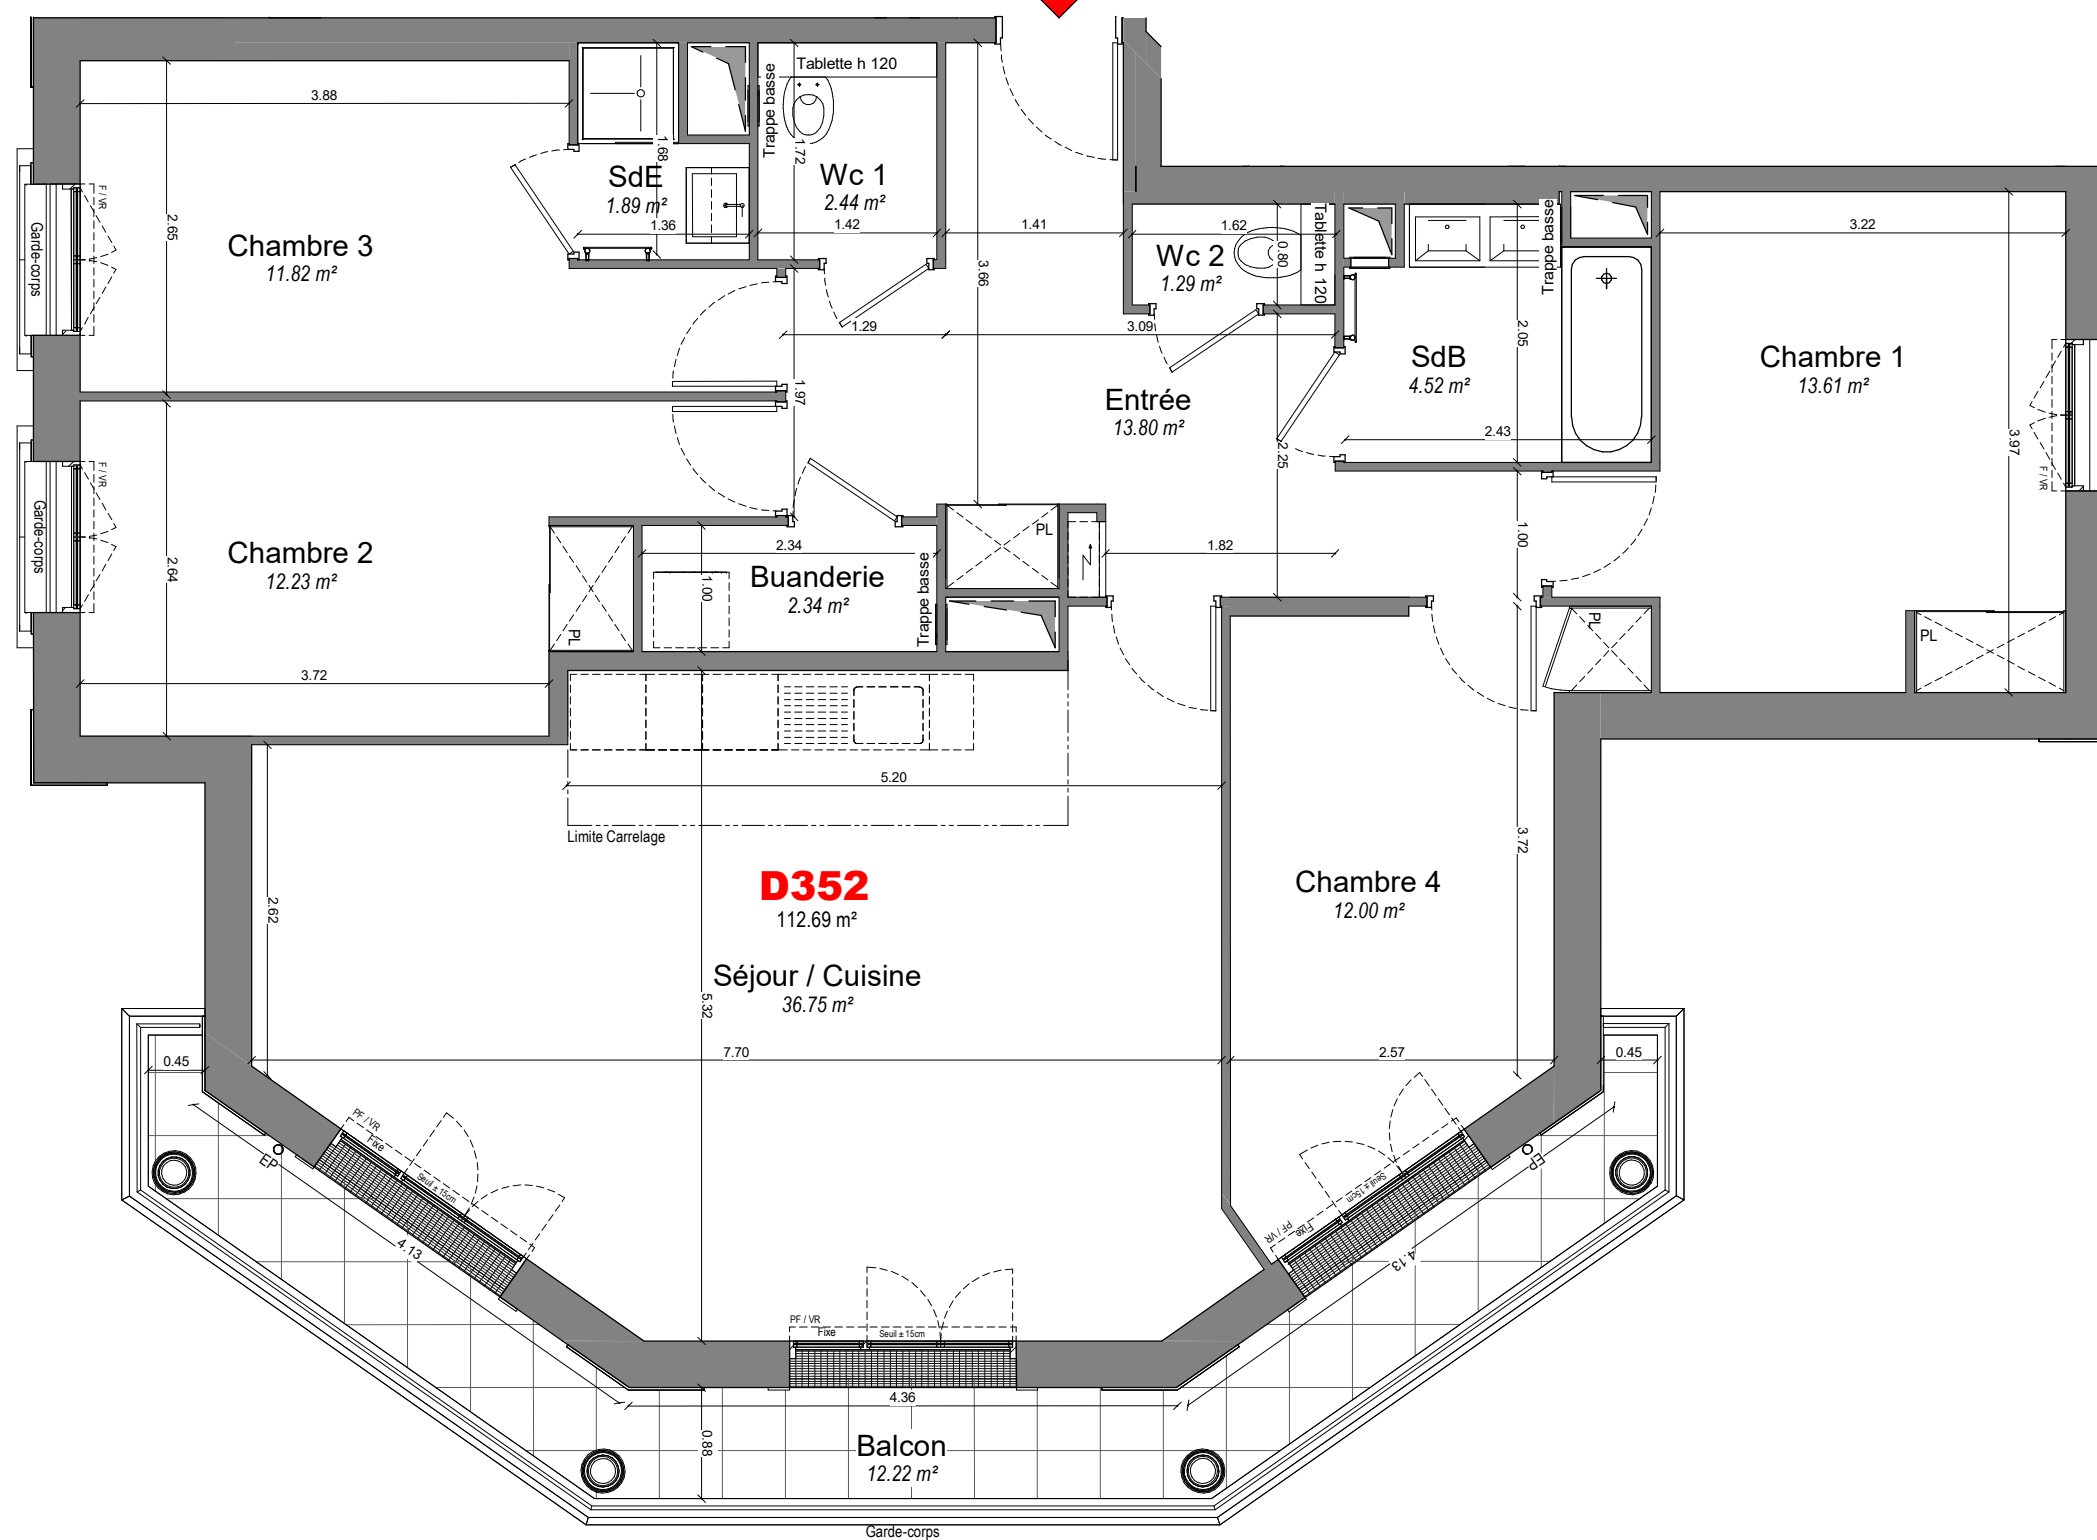 Tablette h 120
Trappe basse
3.88
1.68
1.72
2.65
F / VR
Garde-corps
Chambre 3
11.82 m²
SdE
1.89 m²
1.36
Wc 1
2.44 m²
1.42
1.41
3.66
Wc 2
1.29 m²
1.62
0.80
Tablette h 120
Trappe basse
3.22
1.29
3.09
1.97
SdB
4.52 m²
2.05
2.43
Chambre 1
13.61 m²
3.97
F / VR
Entrée
13.80 m²
2.25
F / VR
Garde-corps
Chambre 2
12.23 m²
2.64
3.72
PL
2.34
Buanderie
2.34 m²
1.00
Trappe basse
PL
1.82
1.00
PL
PL
5.20
Limite Carrelage
2.62
D352
112.69 m²
Séjour / Cuisine
36.75 m²
5.32
7.70
Chambre 4
12.00 m²
3.72
2.57
0.45
0.45
EP
PF / VR
Fixe
Seuil ± 15cm
4.13
PF / VR
Fixe
Seuil ± 15cm
EP
PF / VR
Fixe
Seuil ± 15cm
4.13
4.36
0.88
Balcon
12.22 m²
Garde-corps